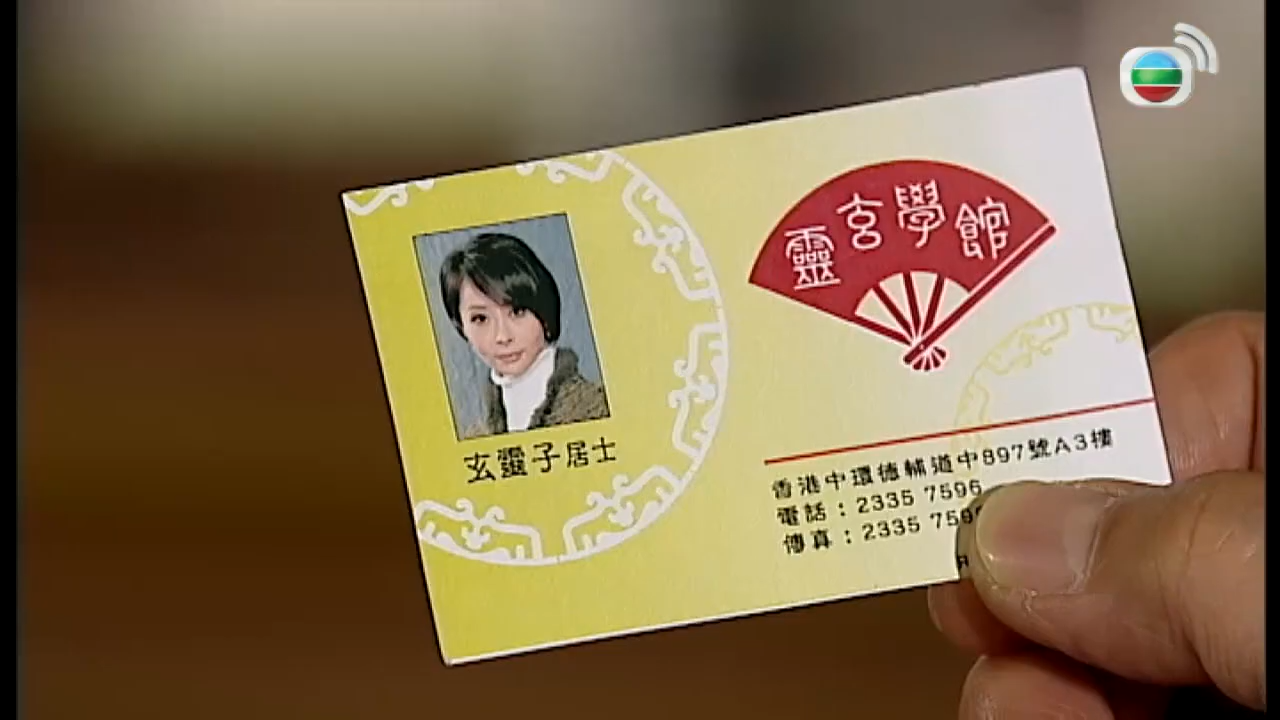 靈玄學館
玄靈子居士
香港中環德輔道中897號A3樓
電話：2335 7596
傳真：2335 759